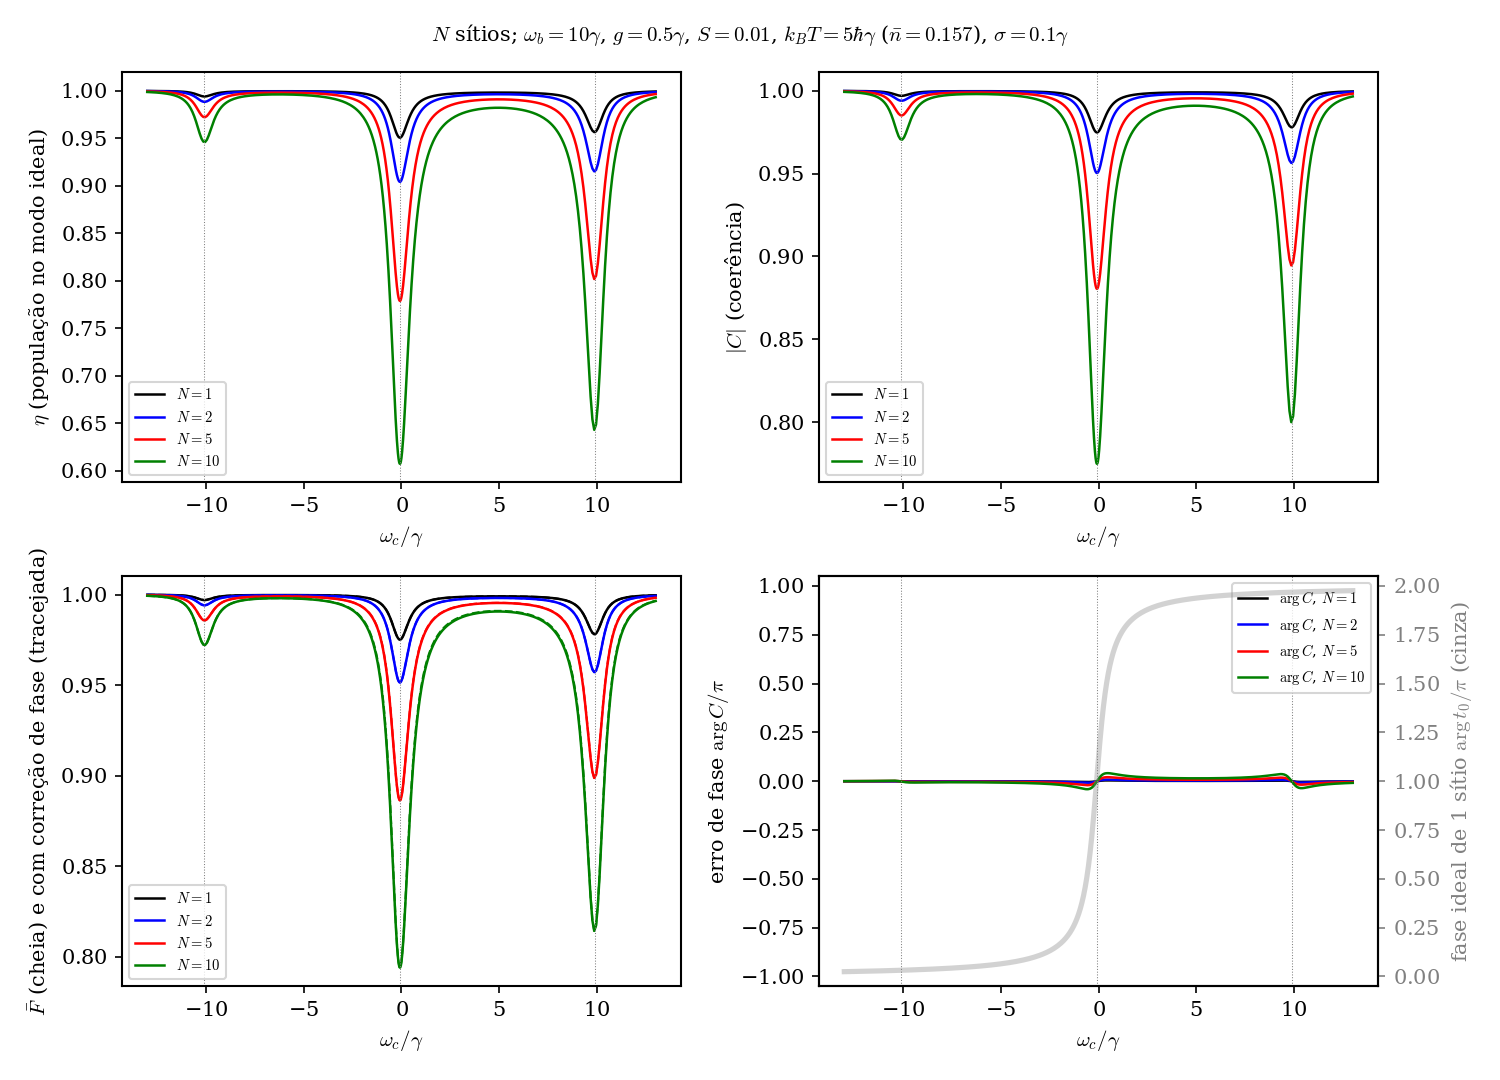 N sítios; ω_b = 10γ, g = 0.5γ, S = 0.01, k_BT = 5ħγ (n̄ = 0.157), σ = 0.1γ
η (população no modo ideal)
1.00
0.95
0.90
0.85
0.80
0.75
0.70
0.65
0.60
N = 1
N = 2
N = 5
N = 10
−10 −5 0 5 10
ω_c/γ
|C| (coerência)
1.00
0.95
0.90
0.85
0.80
N = 1
N = 2
N = 5
N = 10
−10 −5 0 5 10
ω_c/γ
F̄ (cheia) e com correção de fase (tracejada)
1.00
0.95
0.90
0.85
0.80
N = 1
N = 2
N = 5
N = 10
−10 −5 0 5 10
ω_c/γ
erro de fase arg C/π
1.00
0.75
0.50
0.25
0.00
−0.25
−0.50
−0.75
−1.00
arg C, N = 1
arg C, N = 2
arg C, N = 5
arg C, N = 10
−10 −5 0 5 10
ω_c/γ
2.00
1.75
1.50
1.25
1.00
0.75
0.50
0.25
0.00
fase ideal de 1 sítio arg t_0/π (cinza)